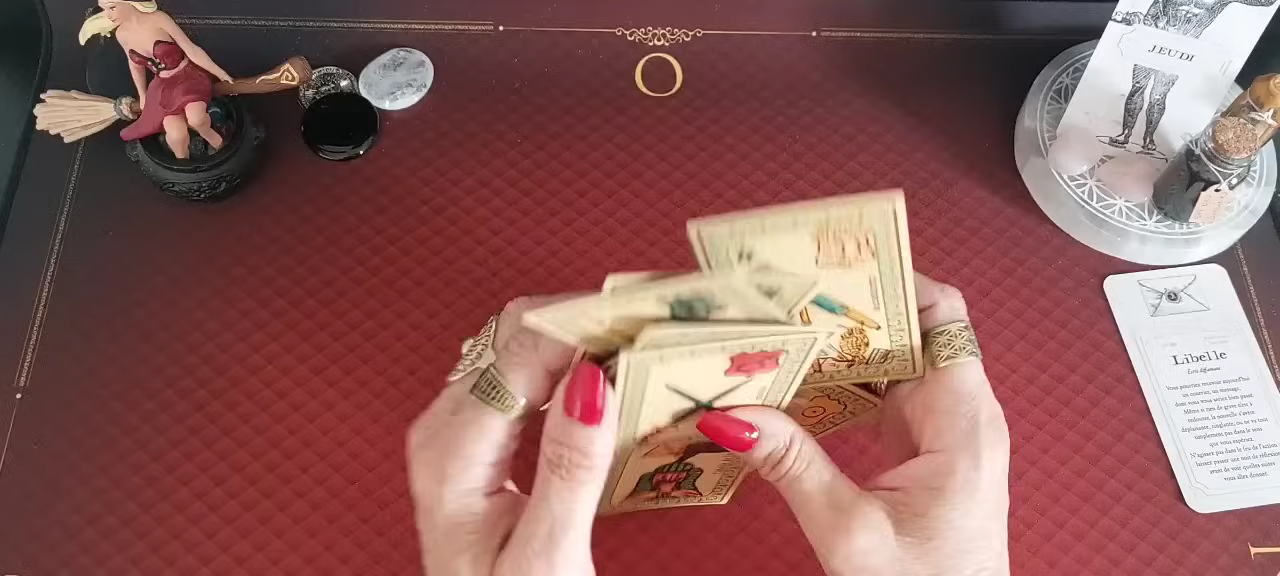 O
JEUDI
Libelle
Écrit diffamant
Vous pourriez recevoir aujourd'hui
un courrier, un message,
dont vous vous seriez bien passé.
Même si rien de grave n'est à
redouter, la nouvelle s'avère
déplaisante, cinglante, ou ne va tout
simplement pas dans le sens
que vous espériez.
N'agissez pas dans le feu de l'action
laissez passer une nuit de réflexion
avant de voir quelles suites
vous allez donner.